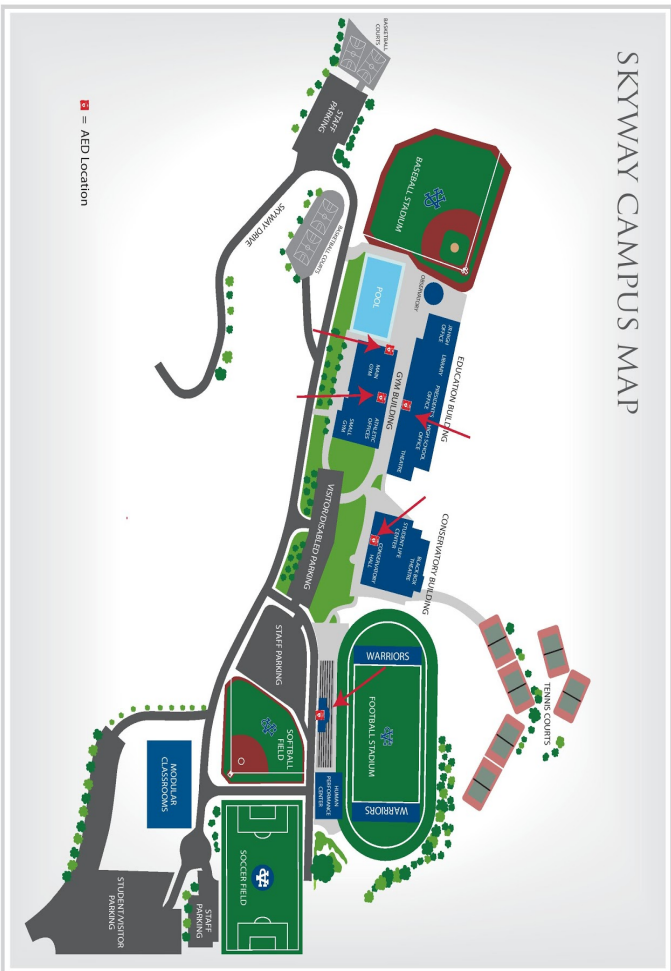 SKYWAY CAMPUS MAP
BASKETBALL
COURTS
STAFF
PARKING
= AED Location
SKYWAY DRIVE
BASKETBALL COURTS
BASEBALL STADIUM
OBSERVATORY
POOL
EDUCATION BUILDING
JR HIGH
OFFICE
LIBRARY
PRESIDENT'S
OFFICE
HIGH SCHOOL
OFFICE
THEATRE
GYM BUILDING
MAIN
GYM
ATHLETIC
OFFICES
SMALL
GYM
VISITOR/DISABLED PARKING
CONSERVATORY BUILDING
BLACK BOX
THEATRE
STUDENT LIFE
CENTER
CONSERVATORY
HALL
TENNIS COURTS
WARRIORS
FOOTBALL STADIUM
WARRIORS
STAFF PARKING
SOFTBALL
FIELD
HUMAN
PERFORMANCE
CENTER
MODULAR
CLASSROOMS
SOCCER FIELD
STAFF
PARKING
STUDENT/VISITOR
PARKING